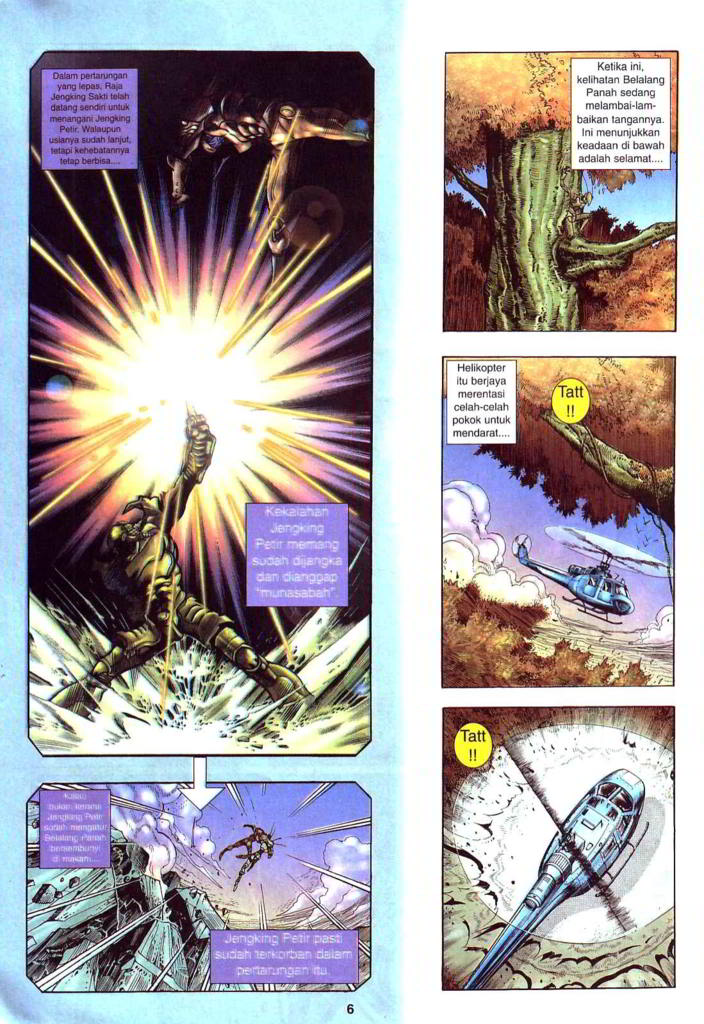 Dalam pertarungan
yang lepas, Raja
Jengking Sakti telah
datang sendiri untuk
menangani Jengking
Petir. Walaupun
usianya sudah lanjut,
tetapi kehebatannya
tetap berbisa....
Kekalahan
Jengking
Petir memang
sudah dijangka
dan dianggap
"munasabah".
Kalau
bukan kerana
Jengking Petir
sudah mengatur
Belalang Panah
bersembunyi
di makam....
Jengking Petir pasti
sudah terkorban dalam
pertarungan itu.
Ketika ini,
kelihatan Belalang
Panah sedang
melambai-lam-
baikan tangannya.
Ini menunjukkan
keadaan di bawah
adalah selamat....
Helikopter
itu berjaya
merentasi
celah-celah
pokok untuk
mendarat....
Tatt
!!
Tatt
!!
6